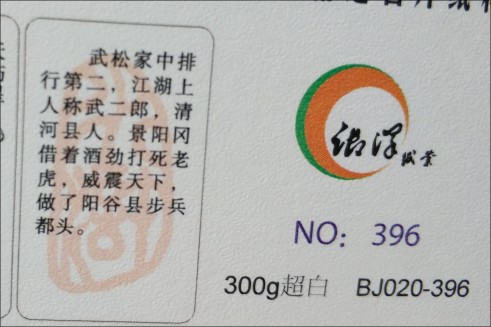 武松家中排
行第二，江湖上
人称武二郎，清
河县人。景阳冈
借着酒劲打死老
虎，威震天下，
做了阳谷县步兵
都头。
NO: 396
300g超白 BJ020-396